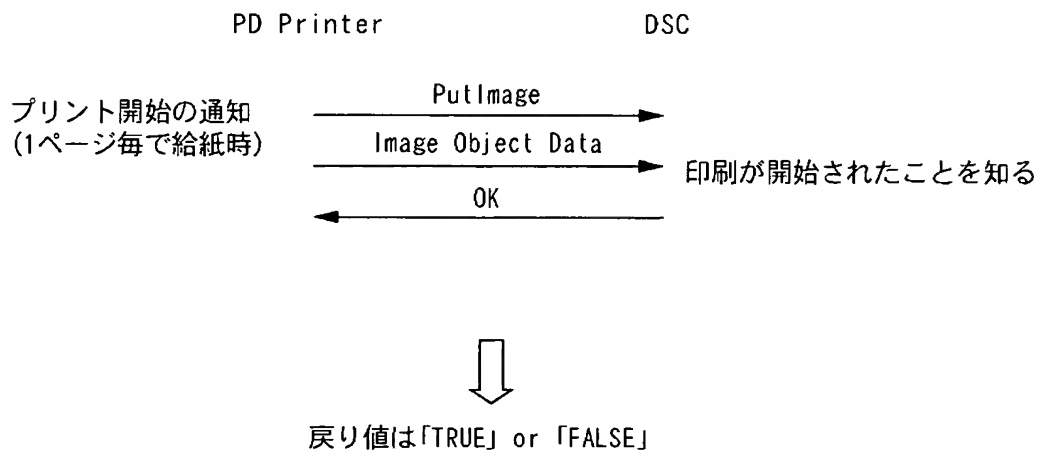 PD Printer DSC
プリント開始の通知
(1ページ毎で給紙時)
PutImage
Image Object Data
印刷が開始されたことを知る
OK
戻り値は「TRUE」 or 「FALSE」